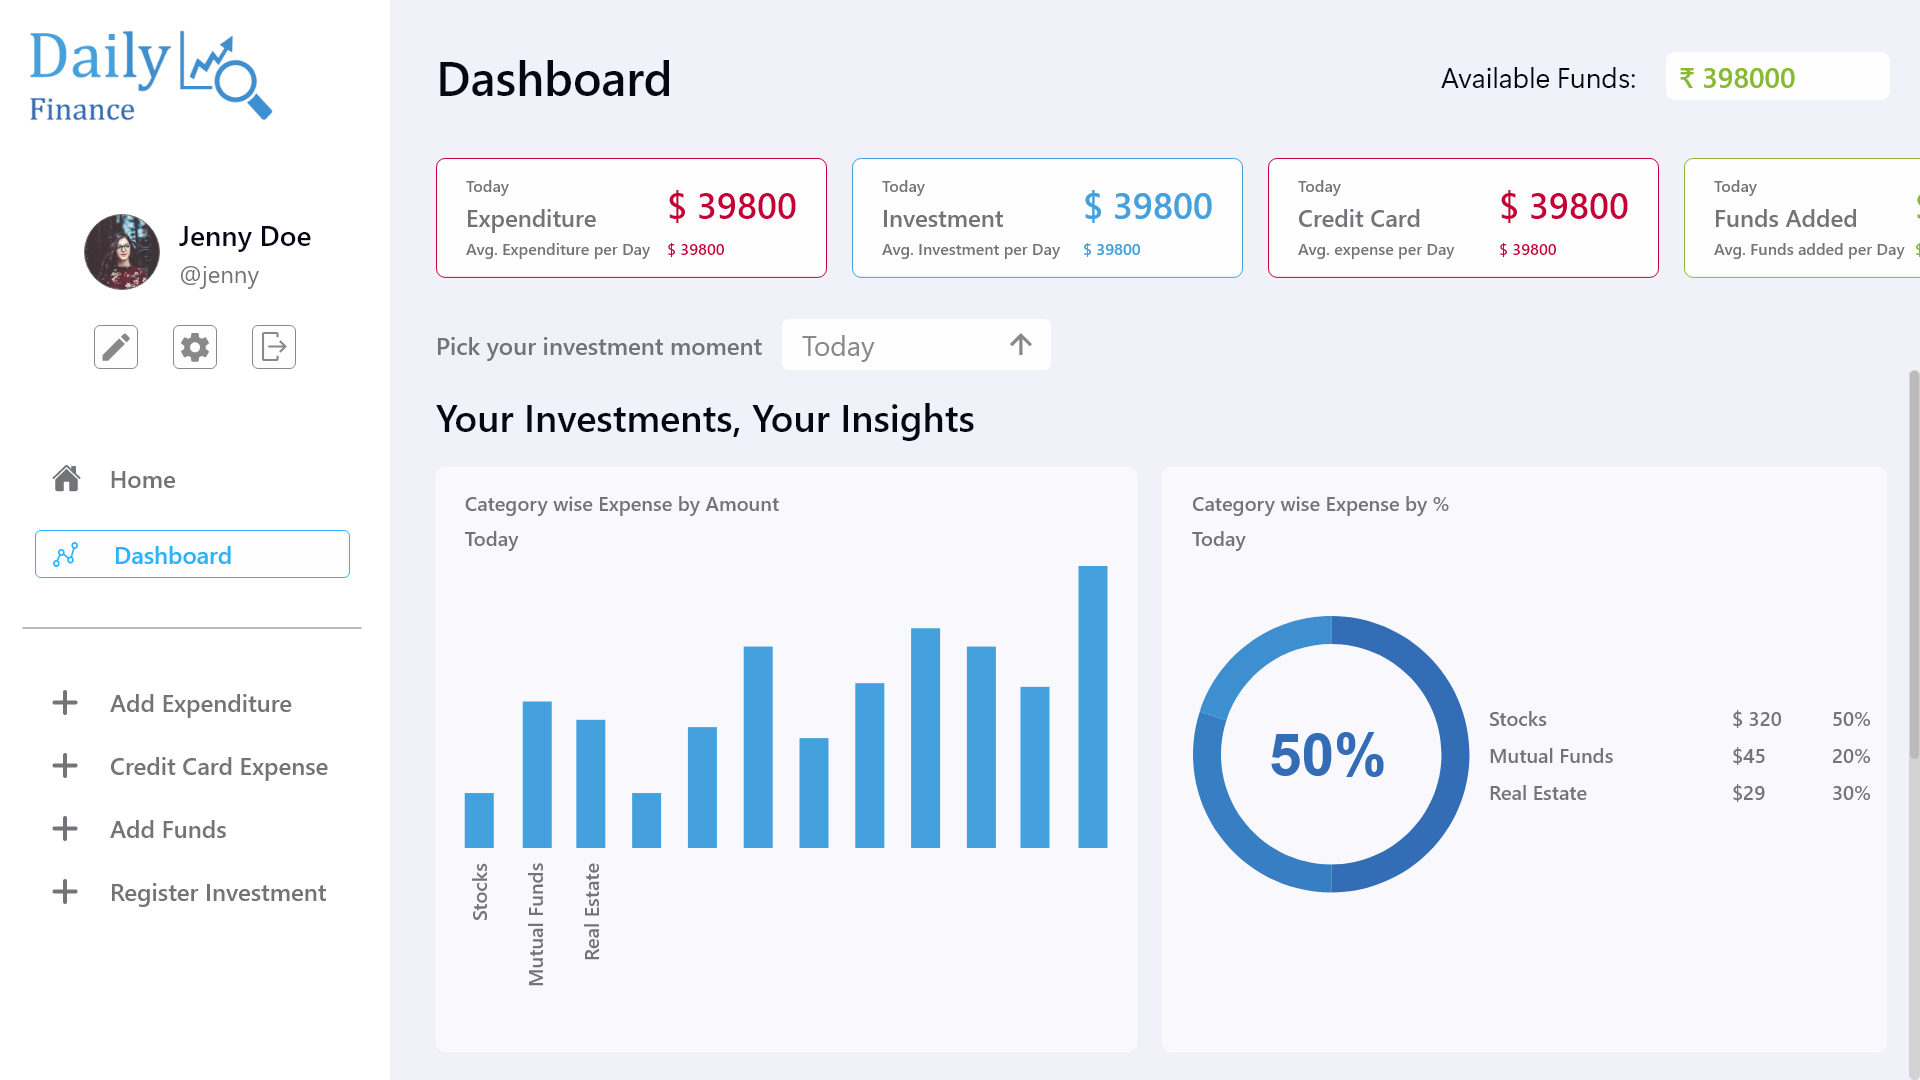 Daily
Finance
Jenny Doe
@jenny
Home
Dashboard
Add Expenditure
Credit Card Expense
Add Funds
Register Investment
Dashboard
Available Funds:
₹ 398000
Today
Expenditure
$ 39800
Avg. Expenditure per Day
$ 39800
Today
Investment
$ 39800
Avg. Investment per Day
$ 39800
Today
Credit Card
$ 39800
Avg. expense per Day
$ 39800
Today
Funds Added
Avg. Funds added per Day
Pick your investment moment
Today
Your Investments, Your Insights
Category wise Expense by Amount
Today
Stocks
Mutual Funds
Real Estate
Category wise Expense by %
Today
50%
Stocks $ 320 50%
Mutual Funds $45 20%
Real Estate $29 30%